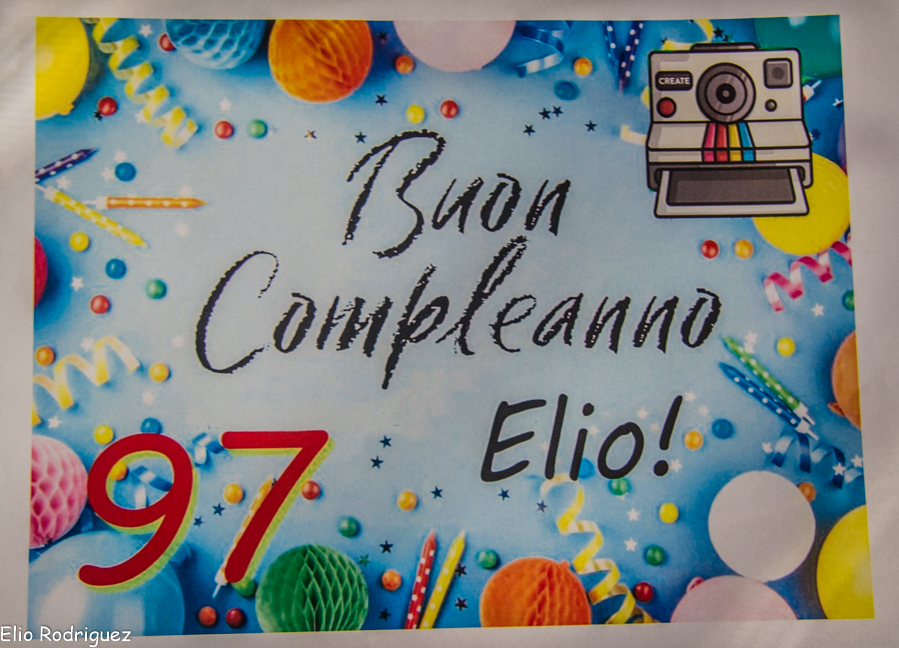 CREATE
Buon
Compleanno
Elio!
97
Elio Rodriguez